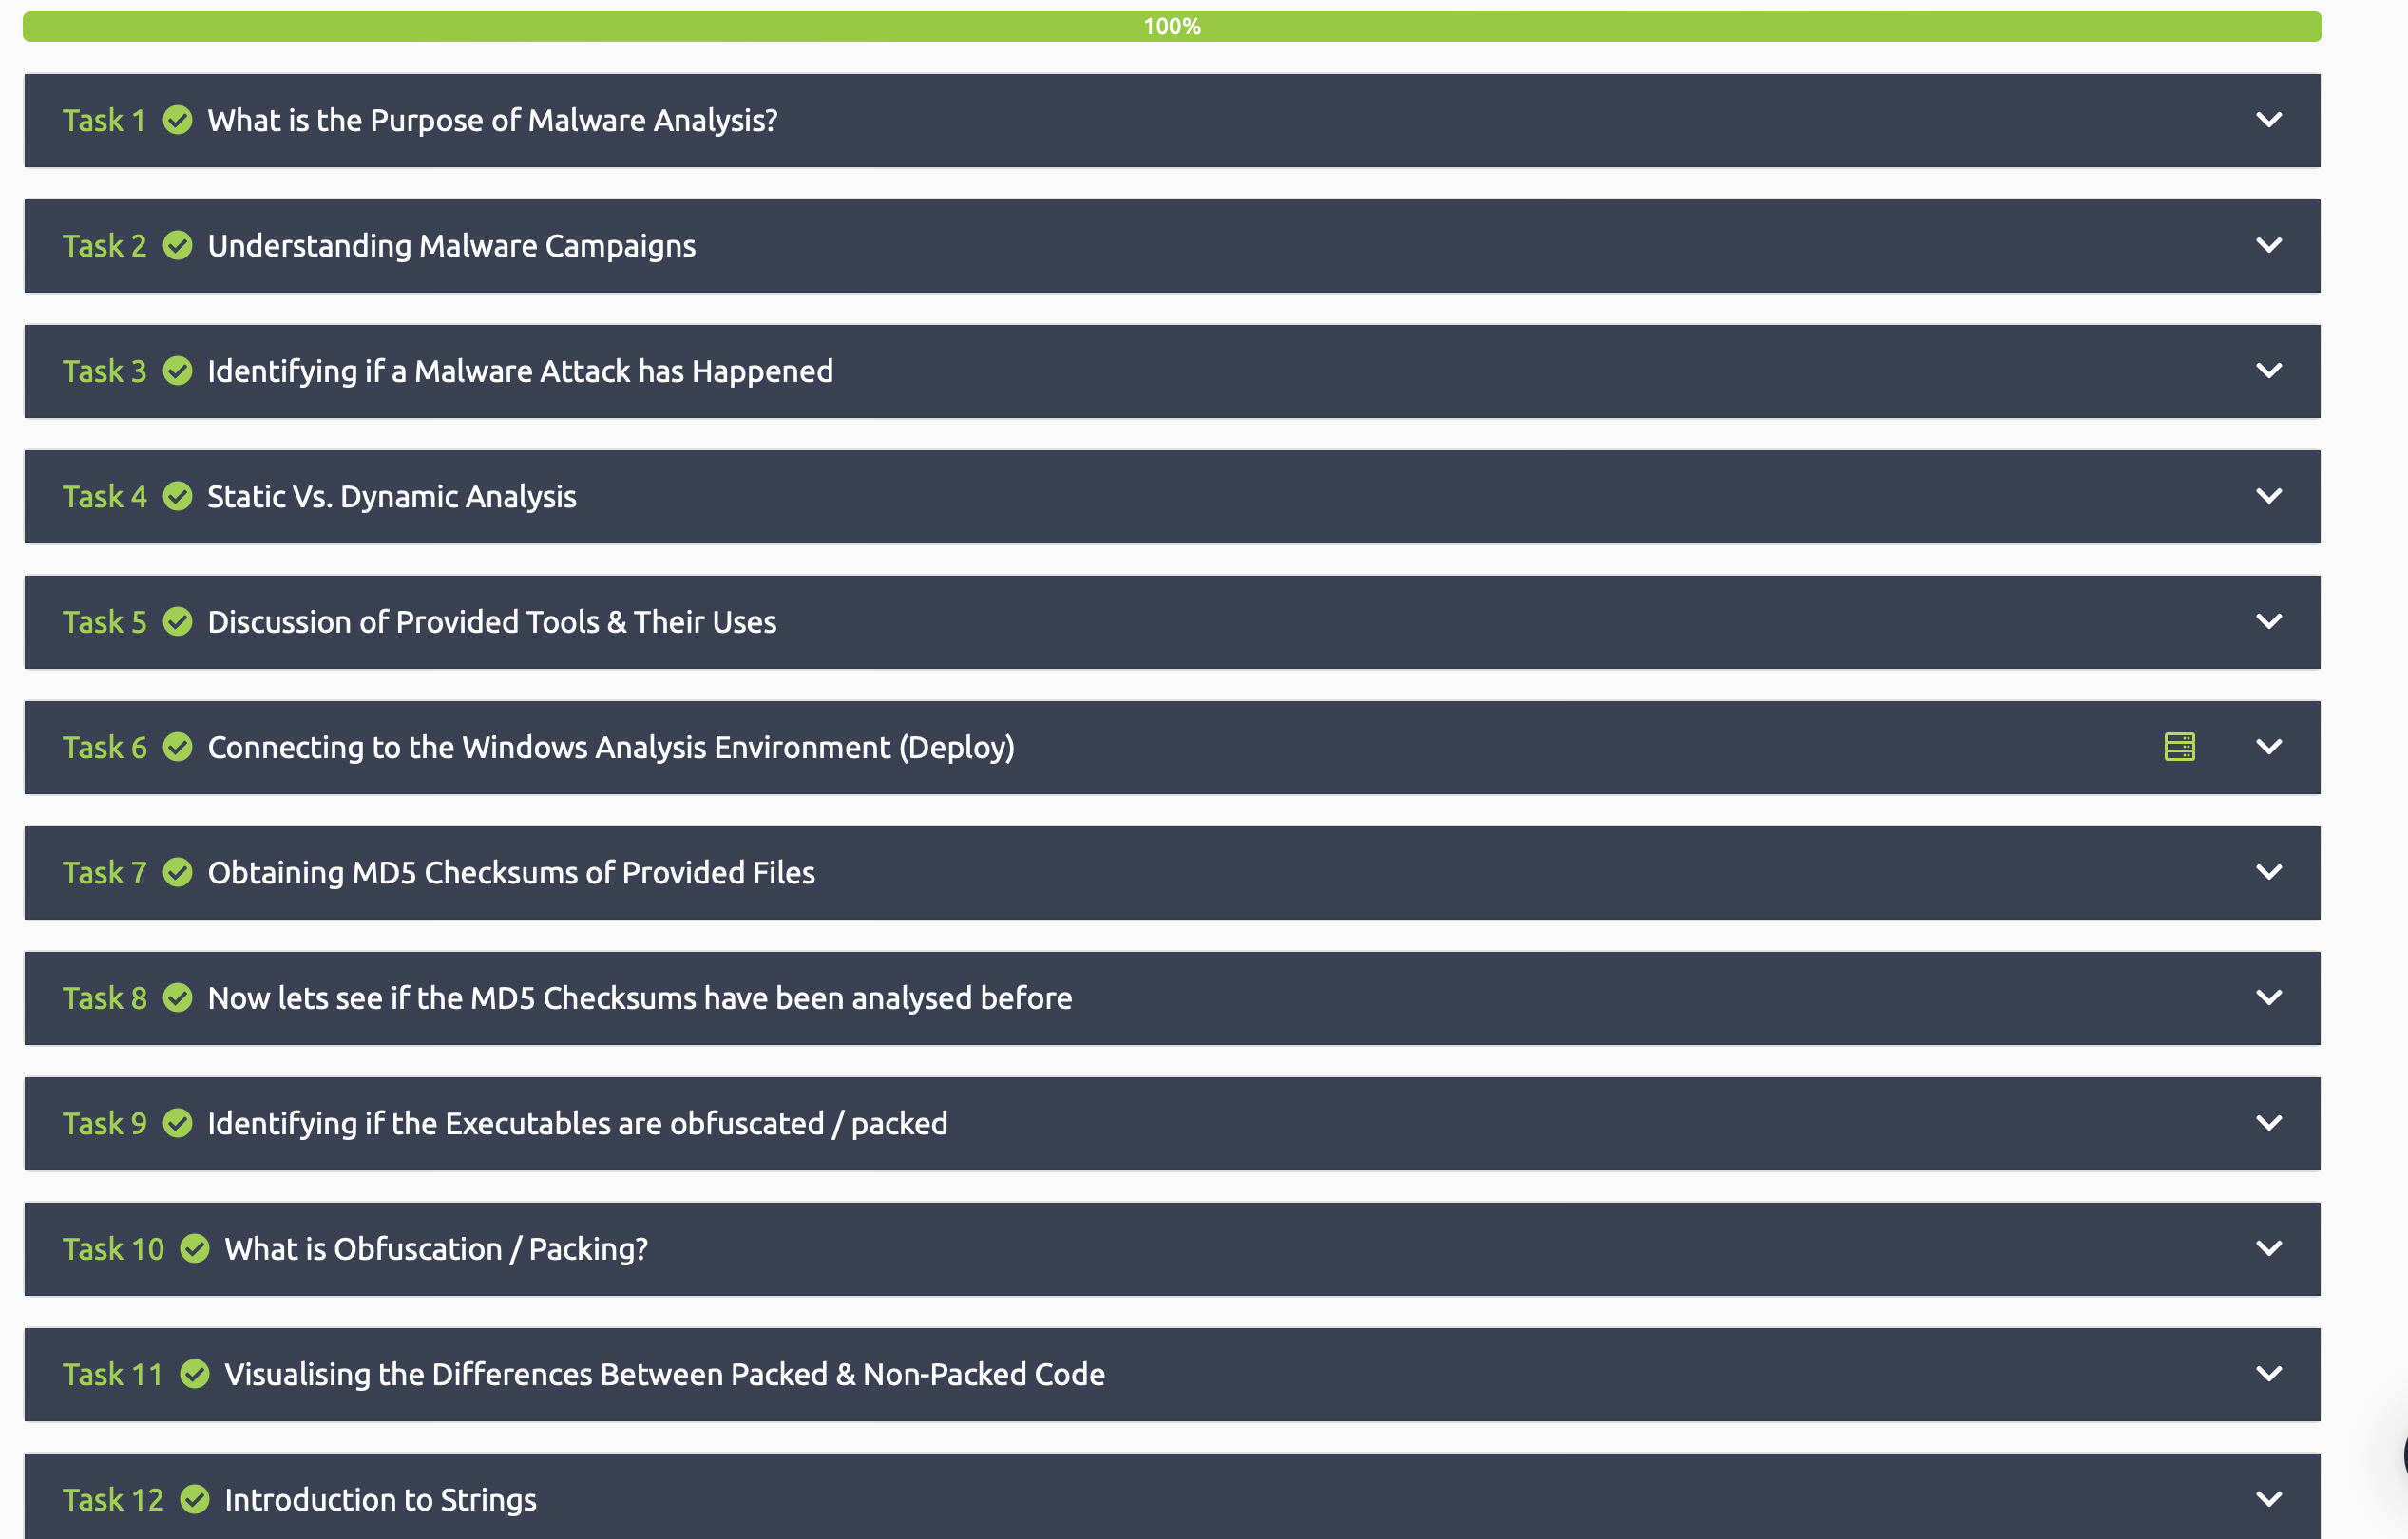 100%
Task 1 What is the Purpose of Malware Analysis?
Task 2 Understanding Malware Campaigns
Task 3 Identifying if a Malware Attack has Happened
Task 4 Static Vs. Dynamic Analysis
Task 5 Discussion of Provided Tools & Their Uses
Task 6 Connecting to the Windows Analysis Environment (Deploy)
Task 7 Obtaining MD5 Checksums of Provided Files
Task 8 Now lets see if the MD5 Checksums have been analysed before
Task 9 Identifying if the Executables are obfuscated / packed
Task 10 What is Obfuscation / Packing?
Task 11 Visualising the Differences Between Packed & Non-Packed Code
Task 12 Introduction to Strings